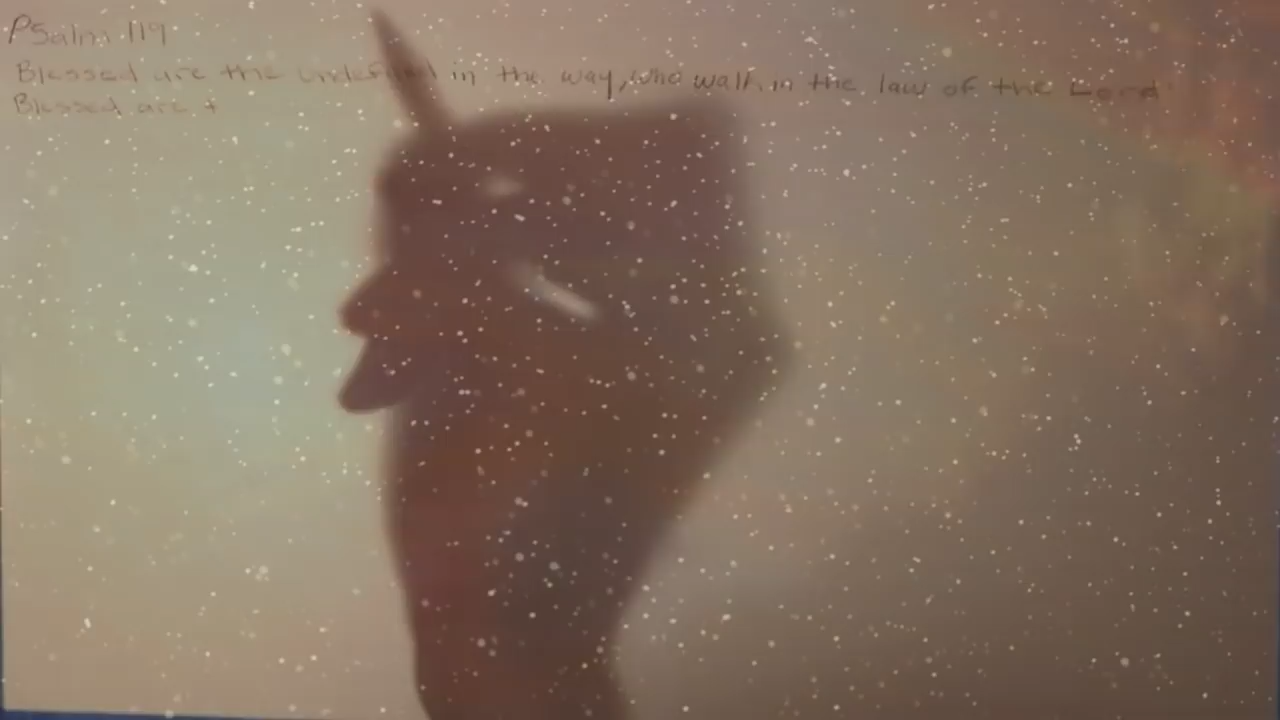 Psalm 119
Blessed are the undefiled in the way, who walk in the law of the Lord
Blessed are t